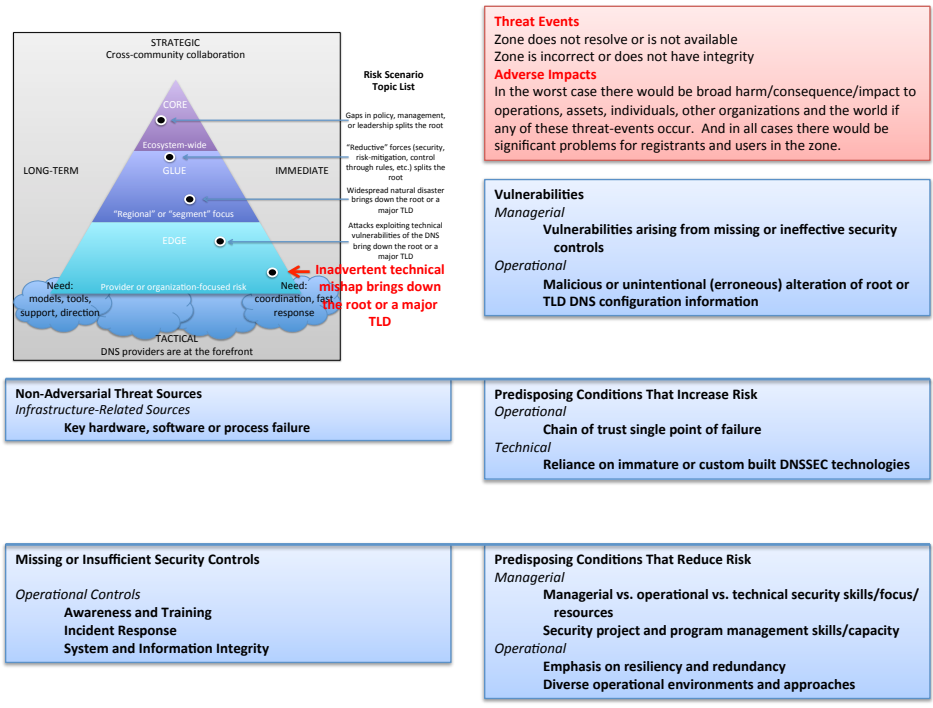 STRATEGIC
Cross-community collaboration
LONG-TERM
IMMEDIATE
CORE
Ecosystem-wide
GLUE
"Regional" or "segment" focus
EDGE
Provider or organization-focused risk
Need:
models, tools,
support, direction
Need:
coordination, fast
response
TACTICAL
DNS providers are at the forefront
Risk Scenario
Topic List
Gaps in policy, management,
or leadership splits the root
"Reductive" forces (security,
risk-mitigation, control
through rules, etc.) splits the
root
Widespread natural disaster
brings down the root or a
major TLD
Attacks exploiting technical
vulnerabilities of the DNS
bring down the root or a
major TLD
Inadvertent technical
mishap brings down
the root or a major
TLD
Threat Events
Zone does not resolve or is not available
Zone is incorrect or does not have integrity
Adverse Impacts
In the worst case there would be broad harm/consequence/impact to
operations, assets, individuals, other organizations and the world if
any of these threat-events occur. And in all cases there would be
significant problems for registrants and users in the zone.
Vulnerabilities
Managerial
Vulnerabilities arising from missing or ineffective security
controls
Operational
Malicious or unintentional (erroneous) alteration of root or
TLD DNS configuration information
Non-Adversarial Threat Sources
Infrastructure-Related Sources
Key hardware, software or process failure
Predisposing Conditions That Increase Risk
Operational
Chain of trust single point of failure
Technical
Reliance on immature or custom built DNSSEC technologies
Missing or Insufficient Security Controls
Operational Controls
Awareness and Training
Incident Response
System and Information Integrity
Predisposing Conditions That Reduce Risk
Managerial
Managerial vs. operational vs. technical security skills/focus/
resources
Security project and program management skills/capacity
Operational
Emphasis on resiliency and redundancy
Diverse operational environments and approaches